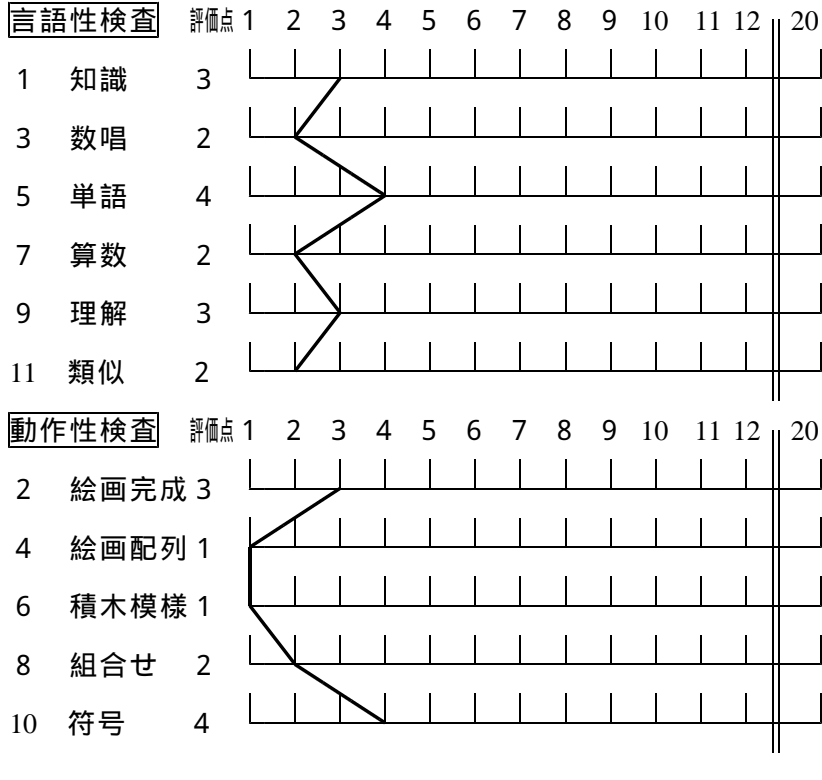 言語性検査 評価点 1 2 3 4 5 6 7 8 9 10 11 12 20
1 知識 3
3 数唱 2
5 単語 4
7 算数 2
9 理解 3
11 類似 2
動作性検査 評価点 1 2 3 4 5 6 7 8 9 10 11 12 20
2 絵画完成 3
4 絵画配列 1
6 積木模様 1
8 組合せ 2
10 符号 4